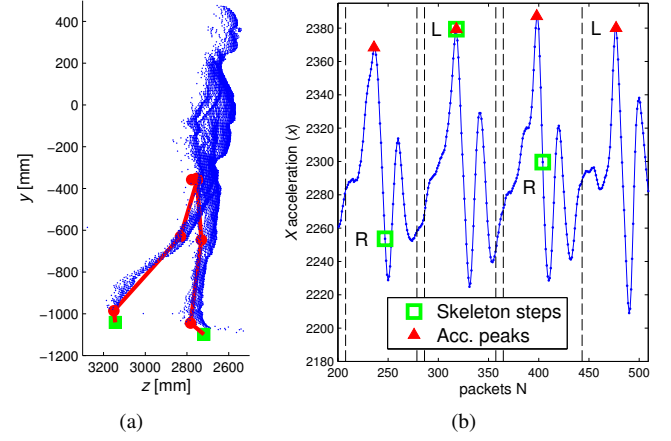 400
200
0
−200
−400
−600
−800
−1000
−1200
y [mm]
3200 3000 2800 2600
z [mm]
(a)
2400
2380
2360
2340
2320
2300
2280
2260
2240
2220
2200
2180
X acceleration (x)
L
L
R
R
Skeleton steps
Acc. peaks
200 250 300 350 400 450 500
packets N
(b)